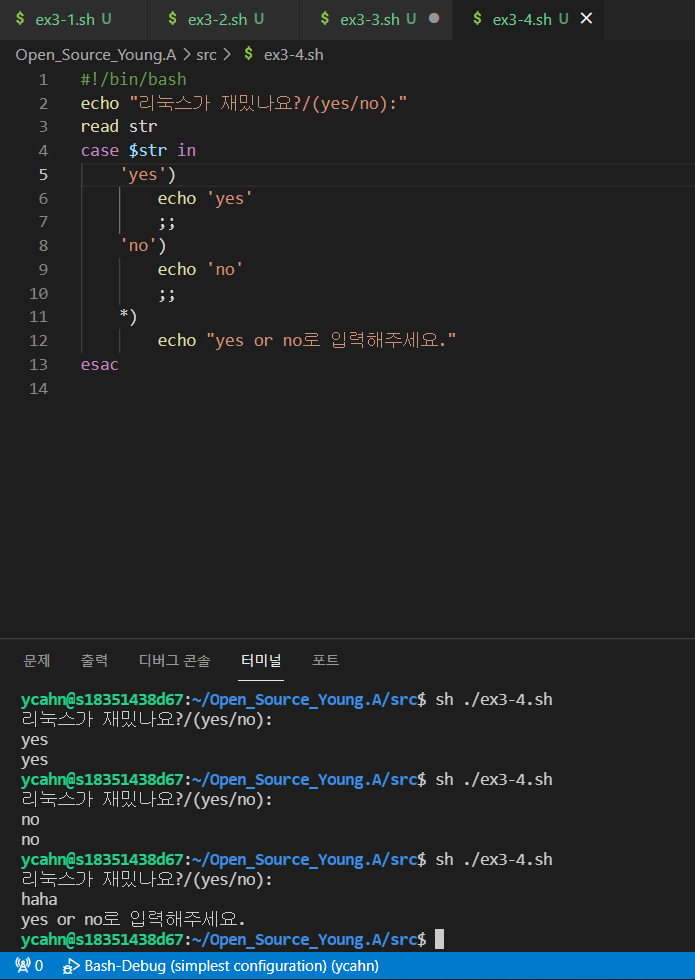 $ ex3-1.sh U $ ex3-2.sh U $ ex3-3.sh U ● $ ex3-4.sh U ✕
Open_Source_Young.A > src > $ ex3-4.sh
1 #!/bin/bash
2 echo "리눅스가 재밌나요?/(yes/no):"
3 read str
4 case $str in
5 'yes')
6 echo 'yes'
7 ;;
8 'no')
9 echo 'no'
10 ;;
11 *)
12 echo "yes or no로 입력해주세요."
13 esac
14
문제 출력 디버그 콘솔 터미널 포트
ycahn@s18351438d67:~/Open_Source_Young.A/src$ sh ./ex3-4.sh
리눅스가 재밌나요?/(yes/no):
yes
yes
ycahn@s18351438d67:~/Open_Source_Young.A/src$ sh ./ex3-4.sh
리눅스가 재밌나요?/(yes/no):
no
no
ycahn@s18351438d67:~/Open_Source_Young.A/src$ sh ./ex3-4.sh
리눅스가 재밌나요?/(yes/no):
haha
yes or no로 입력해주세요.
ycahn@s18351438d67:~/Open_Source_Young.A/src$
0 Bash-Debug (simplest configuration) (ycahn)